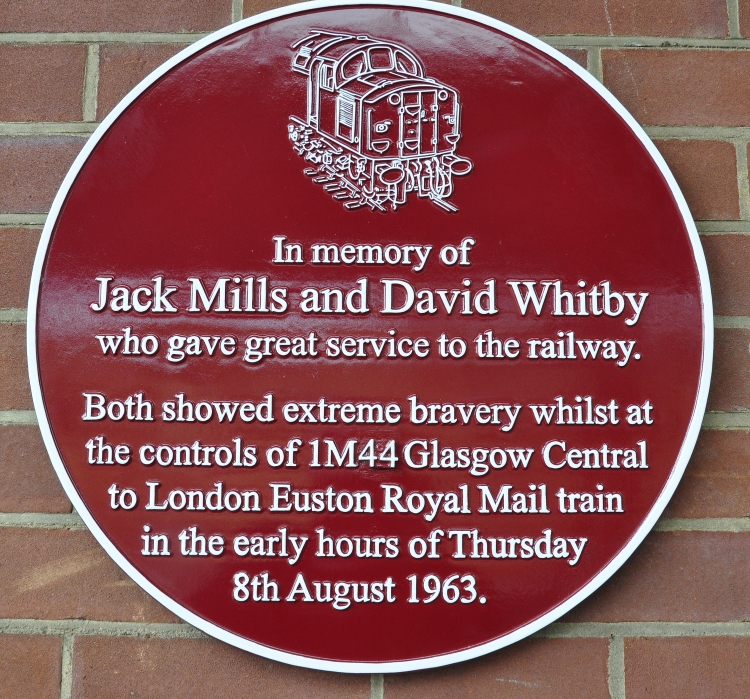 In memory of
Jack Mills and David Whitby
who gave great service to the railway.
Both showed extreme bravery whilst at
the controls of 1M44 Glasgow Central
to London Euston Royal Mail train
in the early hours of Thursday
8th August 1963.